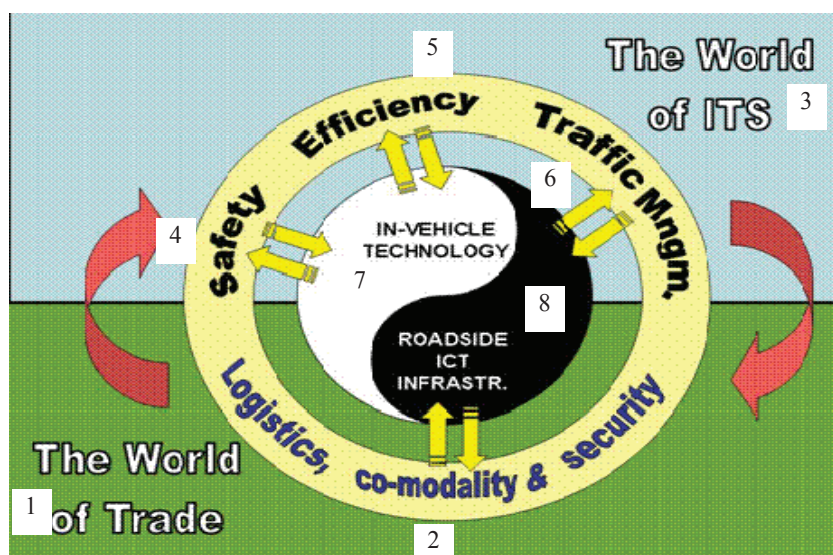 5
The World
of ITS
3
Efficiency
Traffic Mngm.
6
4
Safety
IN-VEHICLE
TECHNOLOGY
7
8
ROADSIDE
ICT
INFRASTR.
Logistics, co-modality & security
The World
1
of Trade
2